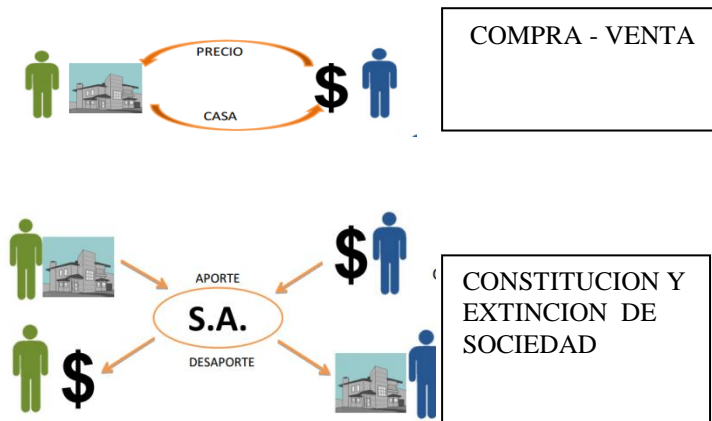 PRECIO
$
CASA
COMPRA - VENTA
APORTE
$
S.A.
DESAPORTE
$
CONSTITUCION Y
EXTINCION DE
SOCIEDAD